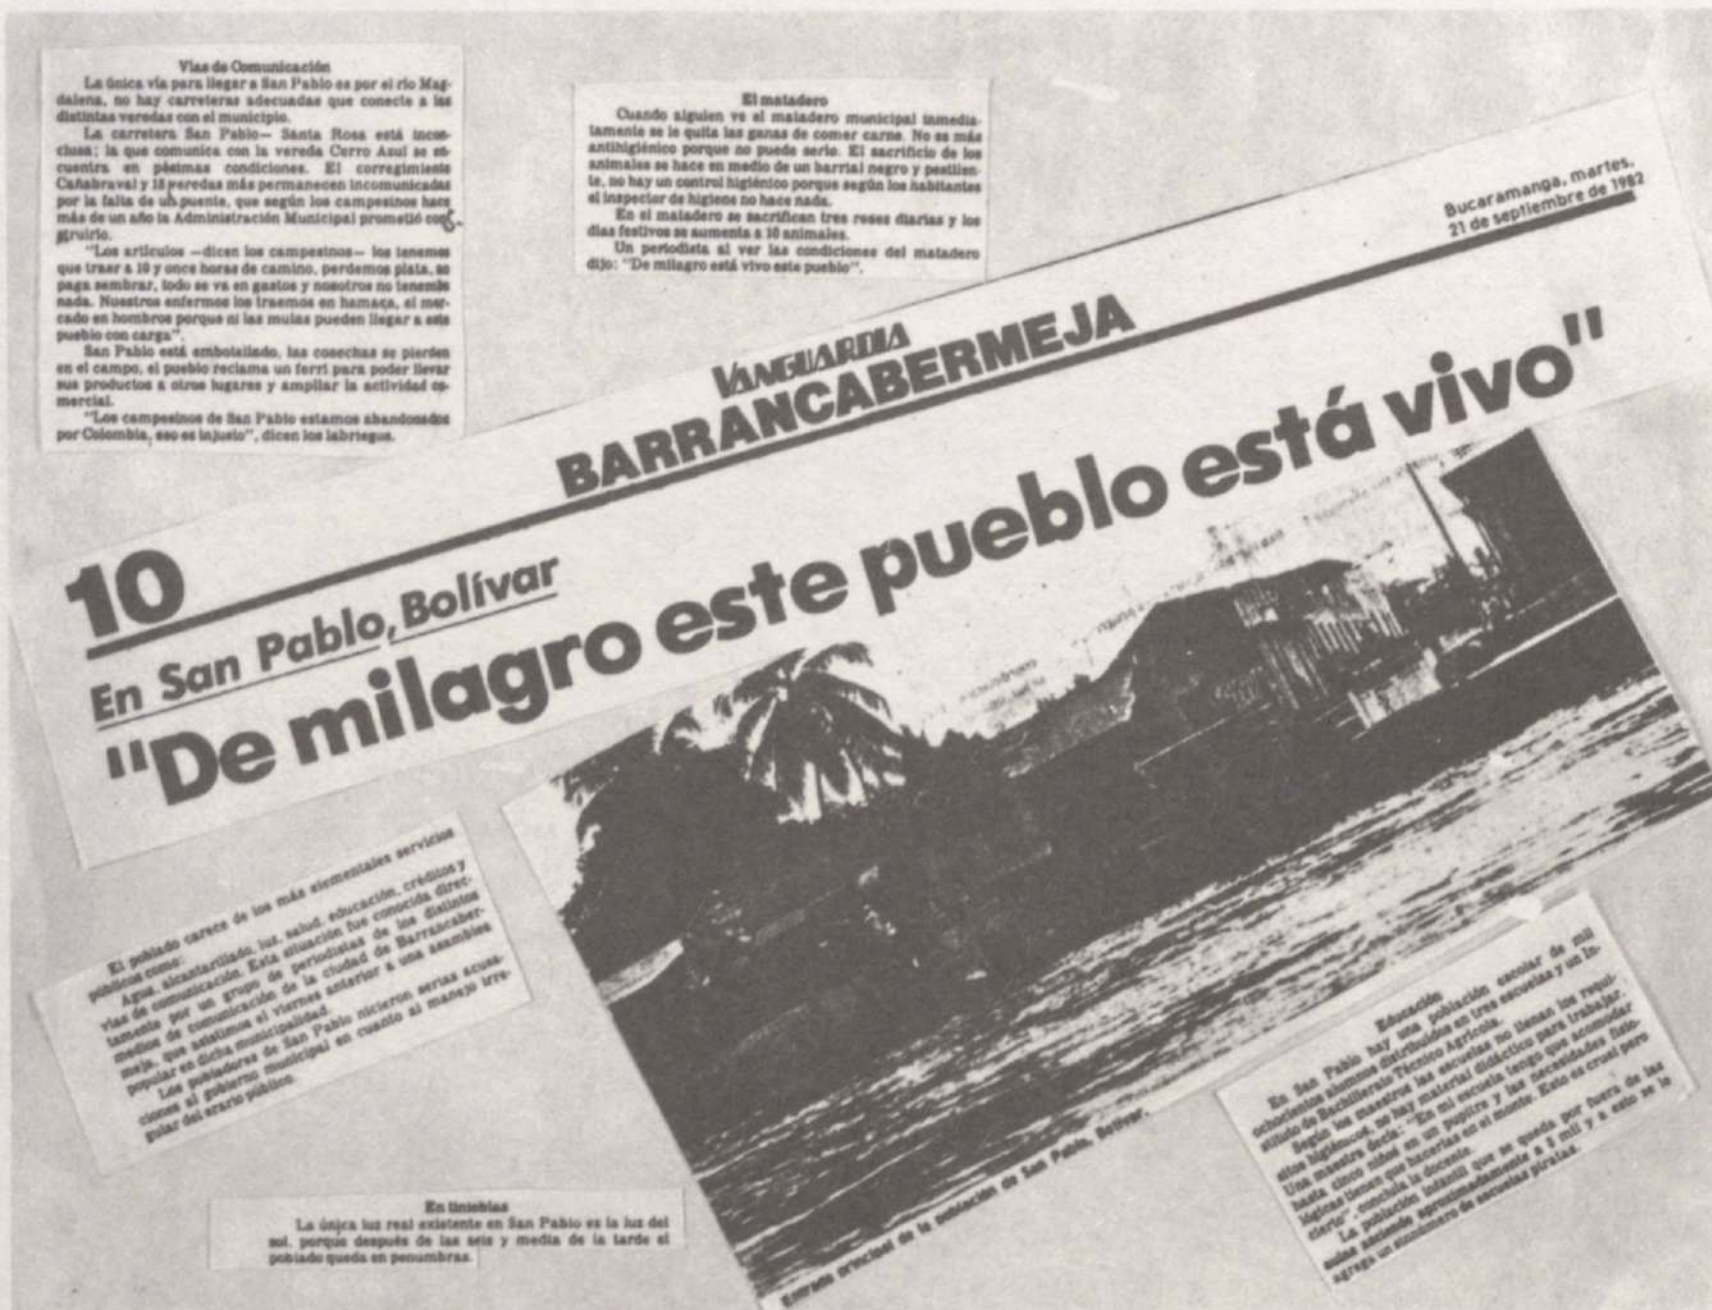 Vías de Comunicación
La única vía para llegar a San Pablo es por el río Mag-
dalena, no hay carreteras adecuadas que conecte a las
distintas veredas con el municipio.
La carretera San Pablo— Santa Rosa está incon-
clusa; la que comunica con la vereda Cerro Azul se en-
cuentra en pésimas condiciones. El corregimiento
Cañabraval y 18 veredas más permanecen incomunicadas
por la falta de un puente, que según los campesinos hace
más de un año la Administración Municipal prometió cons-
truirlo.
"Los artículos —dicen los campesinos— los tenemos
que traer a 10 y once horas de camino, perdemos plata, no
paga sembrar, todo se va en gastos y nosotros no tenemos
nada. Nuestros enfermos los traemos en hamaca, el mer-
cado en hombros porque ni las mulas pueden llegar a este
pueblo con carga".
San Pablo está embotellado, las cosechas se pierden
en el campo, el pueblo reclama un ferri para poder llevar
sus productos a otros lugares y ampliar la actividad co-
mercial.
"Los campesinos de San Pablo estamos abandonados
por Colombia, eso es injusto", dicen los labriegos.
El matadero
Cuando alguien ve el matadero municipal inmedia-
tamente se le quita las ganas de comer carne. No es más
antihigiénico porque no puede serlo. El sacrificio de los
animales se hace en medio de un barrial negro y pestilen-
te, no hay un control higiénico porque según los habitantes
el inspector de higiene no hace nada.
En el matadero se sacrifican tres reses diarias y los
días festivos se aumenta a 10 animales.
Un periodista al ver las condiciones del matadero
dijo: "De milagro está vivo este pueblo".
Bucaramanga, martes,
21 de septiembre de 1982
VANGUARDIA
BARRANCABERMEJA
10
En San Pablo, Bolívar
"De milagro este pueblo está vivo"
El poblado carece de los más elementales servicios
públicos como:
Agua, alcantarillado, luz, salud, educación, créditos y
vías de comunicación. Esta situación fue conocida direc-
tamente por un grupo de periodistas de los distintos
medios de comunicación de la ciudad de Barrancaber-
meja, que asistimos el viernes anterior a una asamblea
popular en dicha municipalidad.
Los pobladores de San Pablo hicieron serias acusa-
ciones al gobierno municipal en cuanto al manejo irre-
gular del erario público.
En tinieblas
La única luz real existente en San Pablo es la luz del
sol, porque después de las seis y media de la tarde el
poblado queda en penumbras.
Entrada principal de la población de San Pablo, Bolívar.
Educación
En San Pablo hay una población escolar de mil
ochocientos alumnos distribuidos en tres escuelas y un Ins-
tituto de Bachillerato Técnico Agrícola.
Según los maestros las escuelas no llenan los requi-
sitos higiénicos, no hay material didáctico para trabajar.
Una maestra decía: "En mi escuela tengo que acomodar
hasta cinco niños en un pupitre y las necesidades fisio-
lógicas tienen que hacerlas en el monte. Esto es cruel pero
cierto", concluía la docente.
La población infantil que se queda por fuera de las
aulas asciende aproximadamente a 3 mil y a esto se le
agrega un sinnúmero de escuelas piratas.